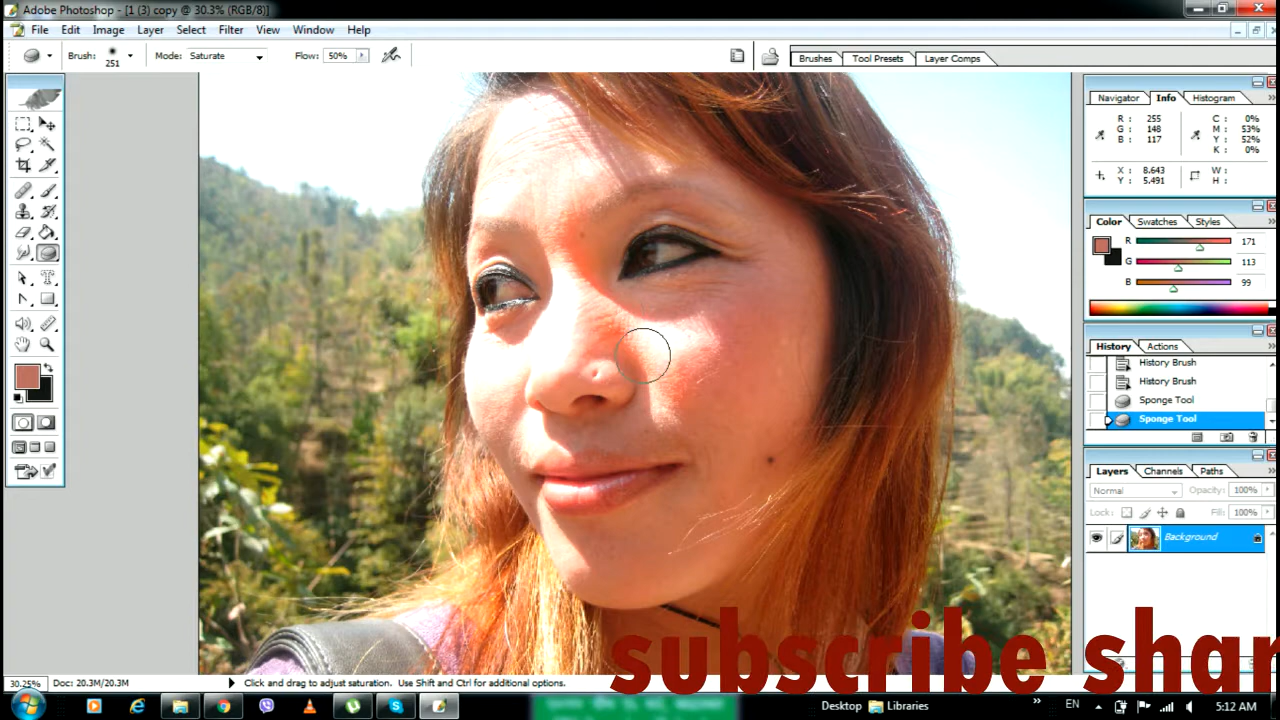 Adobe Photoshop - [1 (3) copy @ 30.3% (RGB/8)]
File Edit Image Layer Select Filter View Window Help
Brush: 251 Mode: Saturate Flow: 50% Brushes Tool Presets Layer Comps
Navigator Info Histogram
R : 255 C : 0%
G : 148 M : 53%
B : 117 Y : 52%
K : 0%
X : 8.643 W :
Y : 5.491 H :
Color Swatches Styles
R 171
G 113
B 99
History Actions
History Brush
History Brush
Sponge Tool
Sponge Tool
Layers Channels Paths
Normal Opacity: 100%
Lock: Fill: 100%
Background
subscribe shar
30.25% Doc: 20.3M/20.3M Click and drag to adjust saturation. Use Shift and Ctrl for additional options.
Desktop Libraries EN 5:12 AM